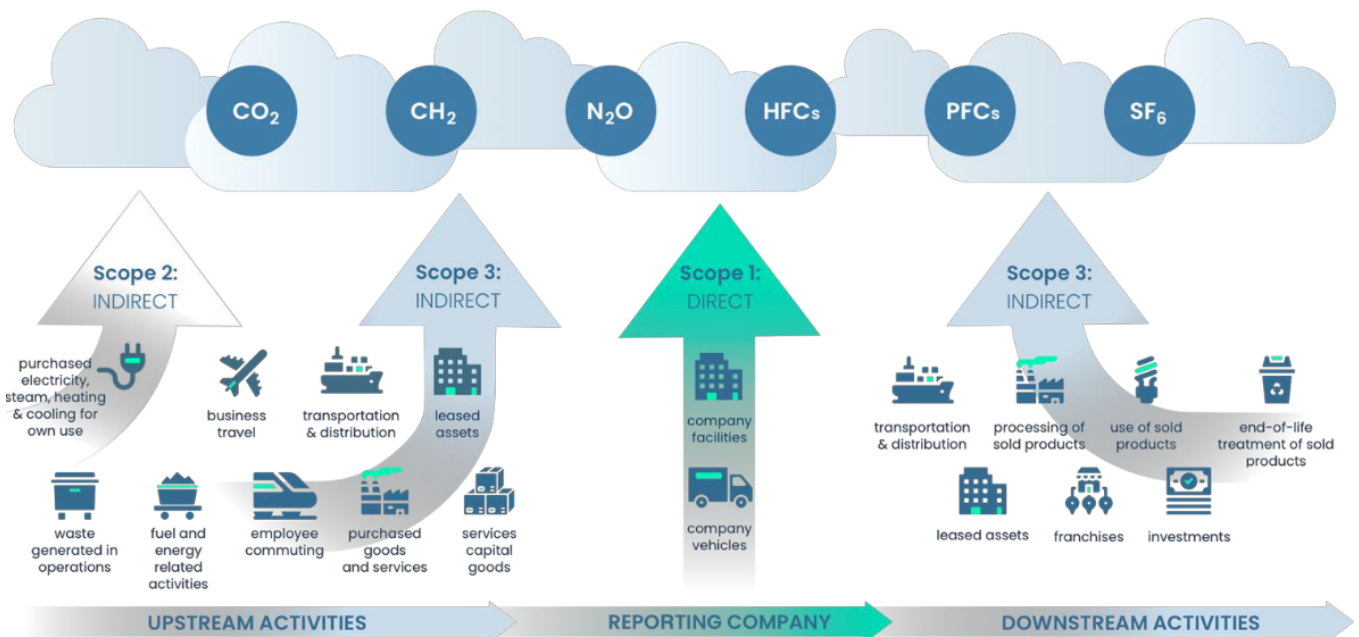 CO₂
CH₂
N₂O
HFCs
PFCs
SF₆
Scope 2:
INDIRECT
Scope 3:
INDIRECT
Scope 1:
DIRECT
Scope 3:
INDIRECT
purchased
electricity,
steam, heating
& cooling for
own use
business
travel
transportation
& distribution
leased
assets
company
facilities
transportation
& distribution
processing of
sold products
use of sold
products
end-of-life
treatment of sold
products
waste
generated in
operations
fuel and
energy
related
activities
employee
commuting
purchased
goods
and services
services
capital
goods
company
vehicles
leased assets
franchises
investments
UPSTREAM ACTIVITIES
REPORTING COMPANY
DOWNSTREAM ACTIVITIES